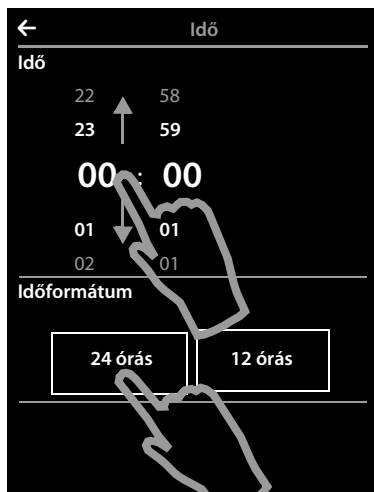 Idő
Idő
22 58
23 59
00 : 00
01 01
02 01
Időformátum
24 órás 12 órás